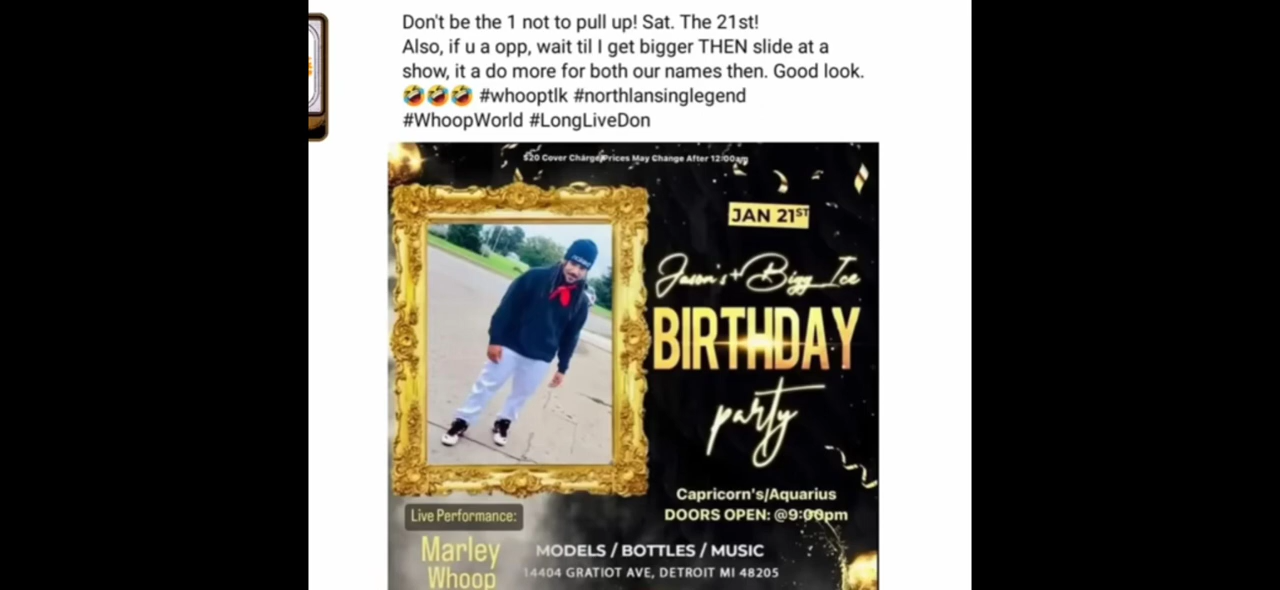 Don't be the 1 not to pull up! Sat. The 21st!
Also, if u a opp, wait til I get bigger THEN slide at a
show, it a do more for both our names then. Good look.
🤣🤣🤣 #whooptlk #northlansinglegend
#WhoopWorld #LongLiveDon
$20 Cover Charge/Prices May Change After 12:00am
JAN 21ST
Jason's + Bigg Ice
BIRTHDAY
party
Capricorn's/Aquarius
DOORS OPEN: @9:00pm
Live Performance:
Marley
Whoop
MODELS / BOTTLES / MUSIC
14404 GRATIOT AVE, DETROIT MI 48205